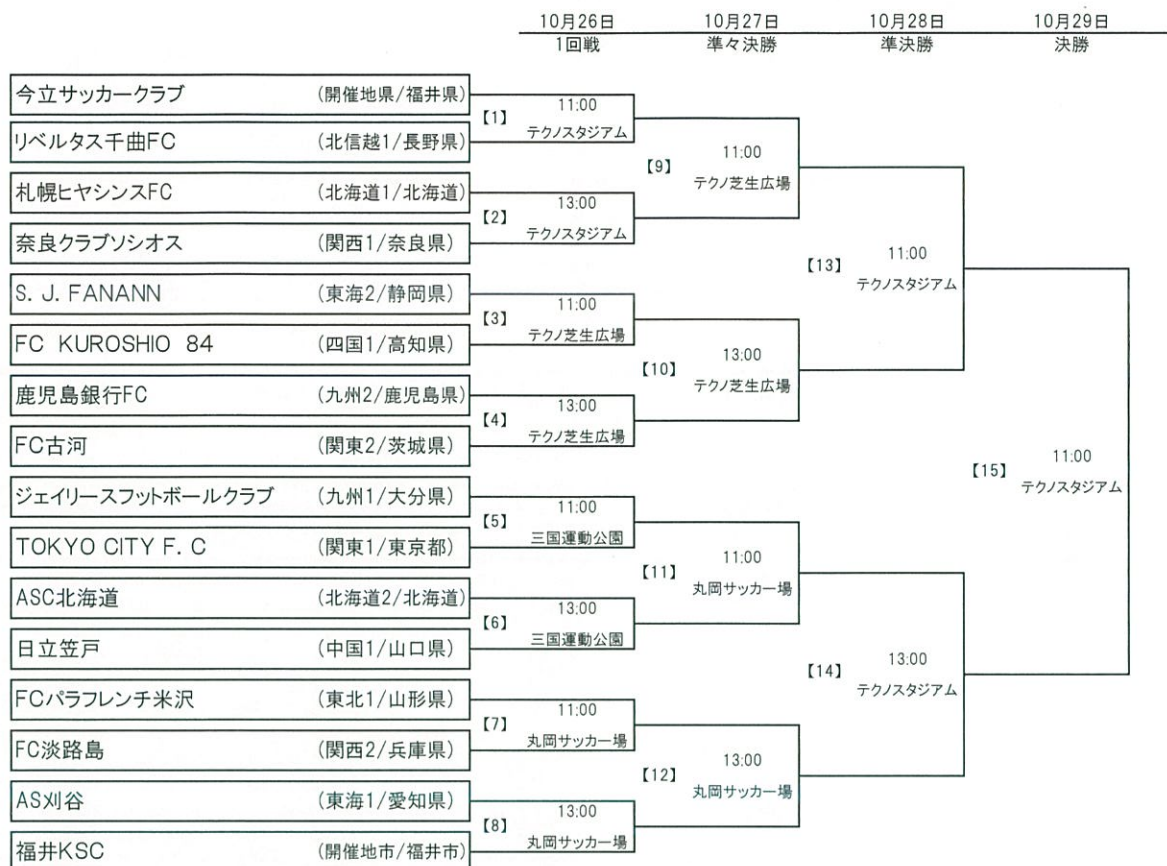 10月26日 10月27日 10月28日 10月29日
1回戦 準々決勝 準決勝 決勝
今立サッカークラブ (開催地県/福井県)
【1】 11:00
テクノスタジアム
リベルタス千曲FC (北信越1/長野県)
【9】 11:00
テクノ芝生広場
札幌ヒヤシンスFC (北海道1/北海道)
【2】 13:00
テクノスタジアム
奈良クラブソシオス (関西1/奈良県)
【13】 11:00
テクノスタジアム
S. J. FANANN (東海2/静岡県)
【3】 11:00
テクノ芝生広場
FC KUROSHIO 84 (四国1/高知県)
【10】 13:00
テクノ芝生広場
鹿児島銀行FC (九州2/鹿児島県)
【4】 13:00
テクノ芝生広場
FC古河 (関東2/茨城県)
【15】 11:00
テクノスタジアム
ジェイリースフットボールクラブ (九州1/大分県)
【5】 11:00
三国運動公園
TOKYO CITY F. C (関東1/東京都)
【11】 11:00
丸岡サッカー場
ASC北海道 (北海道2/北海道)
【6】 13:00
三国運動公園
日立笠戸 (中国1/山口県)
【14】 13:00
テクノスタジアム
FCパラフレンチ米沢 (東北1/山形県)
【7】 11:00
丸岡サッカー場
FC淡路島 (関西2/兵庫県)
【12】 13:00
丸岡サッカー場
AS刈谷 (東海1/愛知県)
【8】 13:00
丸岡サッカー場
福井KSC (開催地市/福井市)